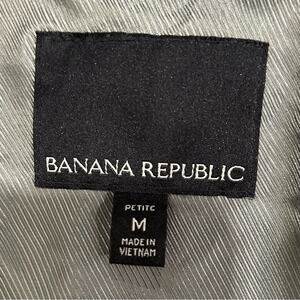 BANANA REPUBLIC
PETITE
M
MADE IN
VIETNAM